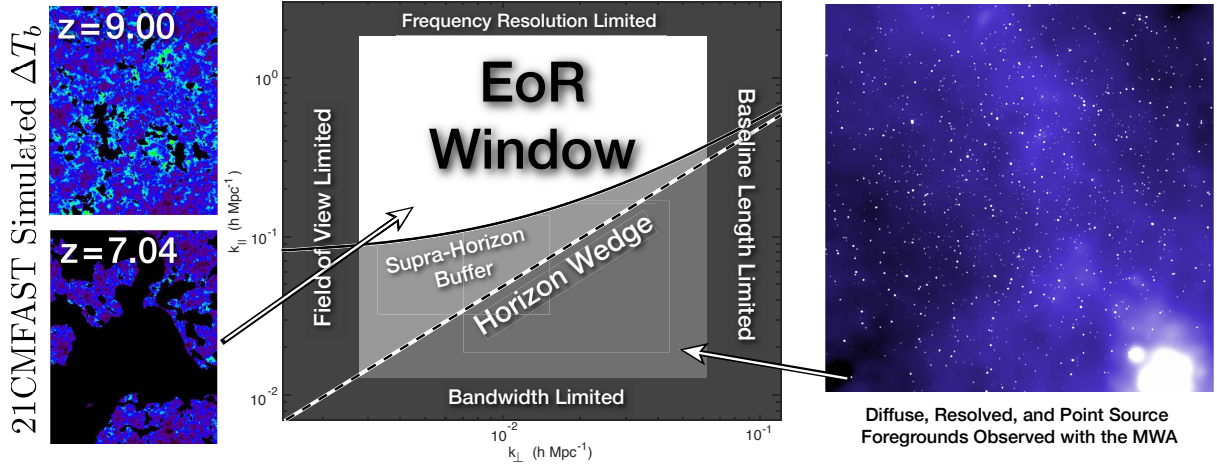 21CMFAST Simulated ΔT_b
z=9.00
z=7.04
Frequency Resolution Limited
EoR
Window
Field of View Limited
Baseline Length Limited
Supra-Horizon
Buffer
Horizon Wedge
Bandwidth Limited
10^0
10^-1
10^-2
k_|| (h Mpc^-1)
10^-2
10^-1
k_⊥ (h Mpc^-1)
Diffuse, Resolved, and Point Source
Foregrounds Observed with the MWA